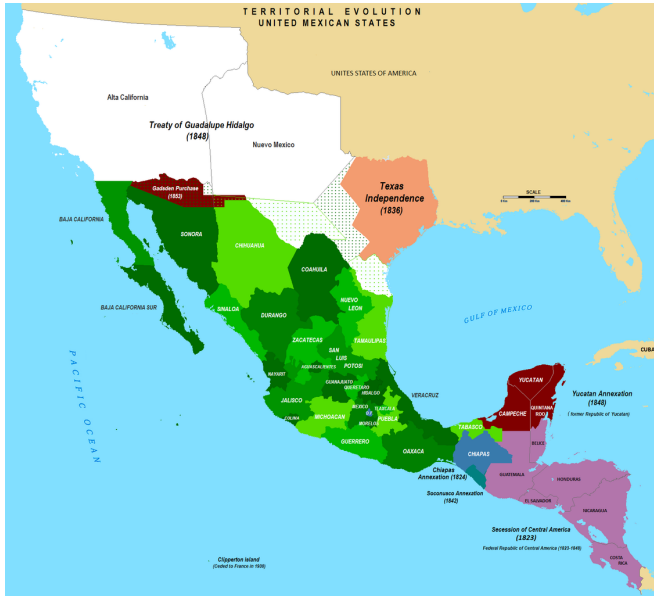 TERRITORIAL EVOLUTION
UNITED MEXICAN STATES
UNITES STATES OF AMERICA
Alta California
Treaty of Guadalupe Hidalgo
(1848)
Nuevo Mexico
Gadsden Purchase
(1853)
Texas
Independence
(1836)
SCALE
BAJA CALIFORNIA
SONORA
CHIHUAHUA
COAHUILA
BAJA CALIFORNIA SUR
SINALOA
DURANGO
NUEVO
LEON
GULF OF MEXICO
ZACATECAS
TAMAULIPAS
SAN
LUIS
POTOSI
CUBA
PACIFIC OCEAN
NAYARIT
AGUASCALIENTES
GUANAJUATO
QUERETARO
HIDALGO
VERACRUZ
YUCATAN
Yucatan Annexation
(1848)
( former Republic of Yucatan)
JALISCO
COLIMA
MICHOACAN
MEXICO
DF
TLAXCALA
MORELOS
PUEBLA
CAMPECHE
QUINTANA
ROO
TABASCO
BELICE
GUERRERO
OAXACA
CHIAPAS
Chiapas
Annexation (1824)
GUATEMALA
HONDURAS
Soconusco Annexation
(1842)
EL SALVADOR
NICARAGUA
Secession of Central America
(1823)
Federal Republic of Central America (1823-1840)
COSTA
RICA
Clipperton Island
(Ceded to France in 1909)